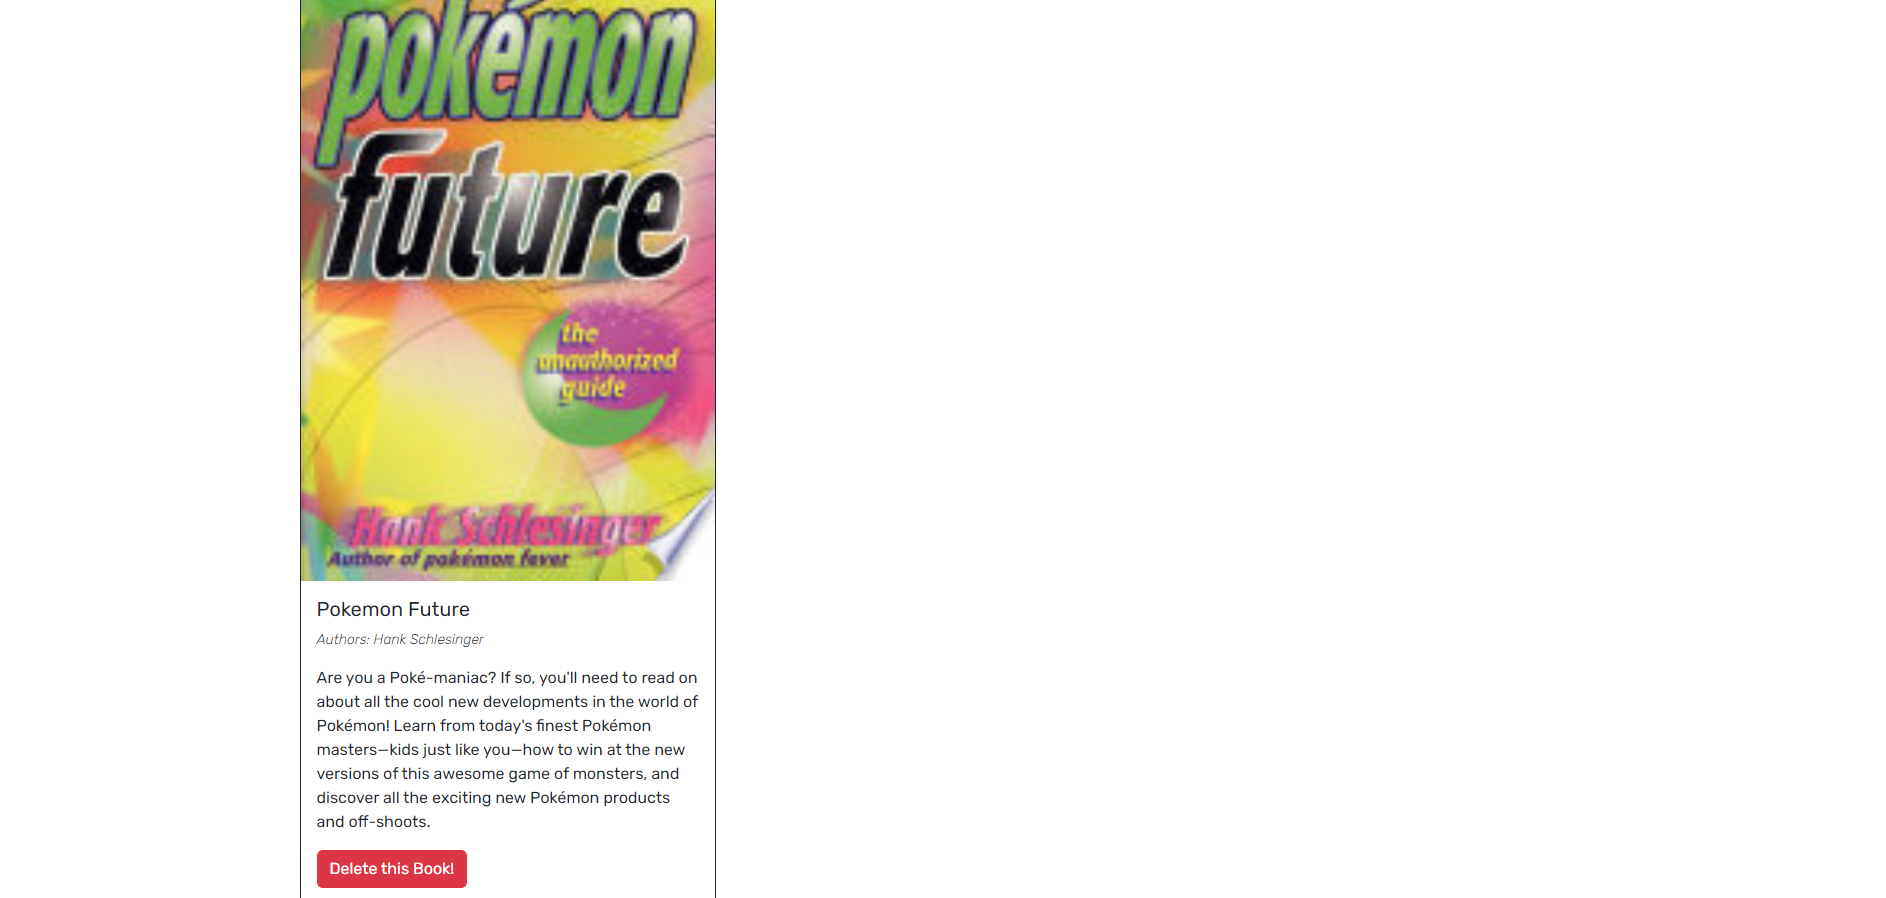 pokémon
future
the
unauthorized
guide
Hank Schlesinger
Author of pokémon fever
Pokemon Future
Authors: Hank Schlesinger
Are you a Poké-maniac? If so, you'll need to read on
about all the cool new developments in the world of
Pokémon! Learn from today's finest Pokémon
masters—kids just like you—how to win at the new
versions of this awesome game of monsters, and
discover all the exciting new Pokémon products
and off-shoots.
Delete this Book!